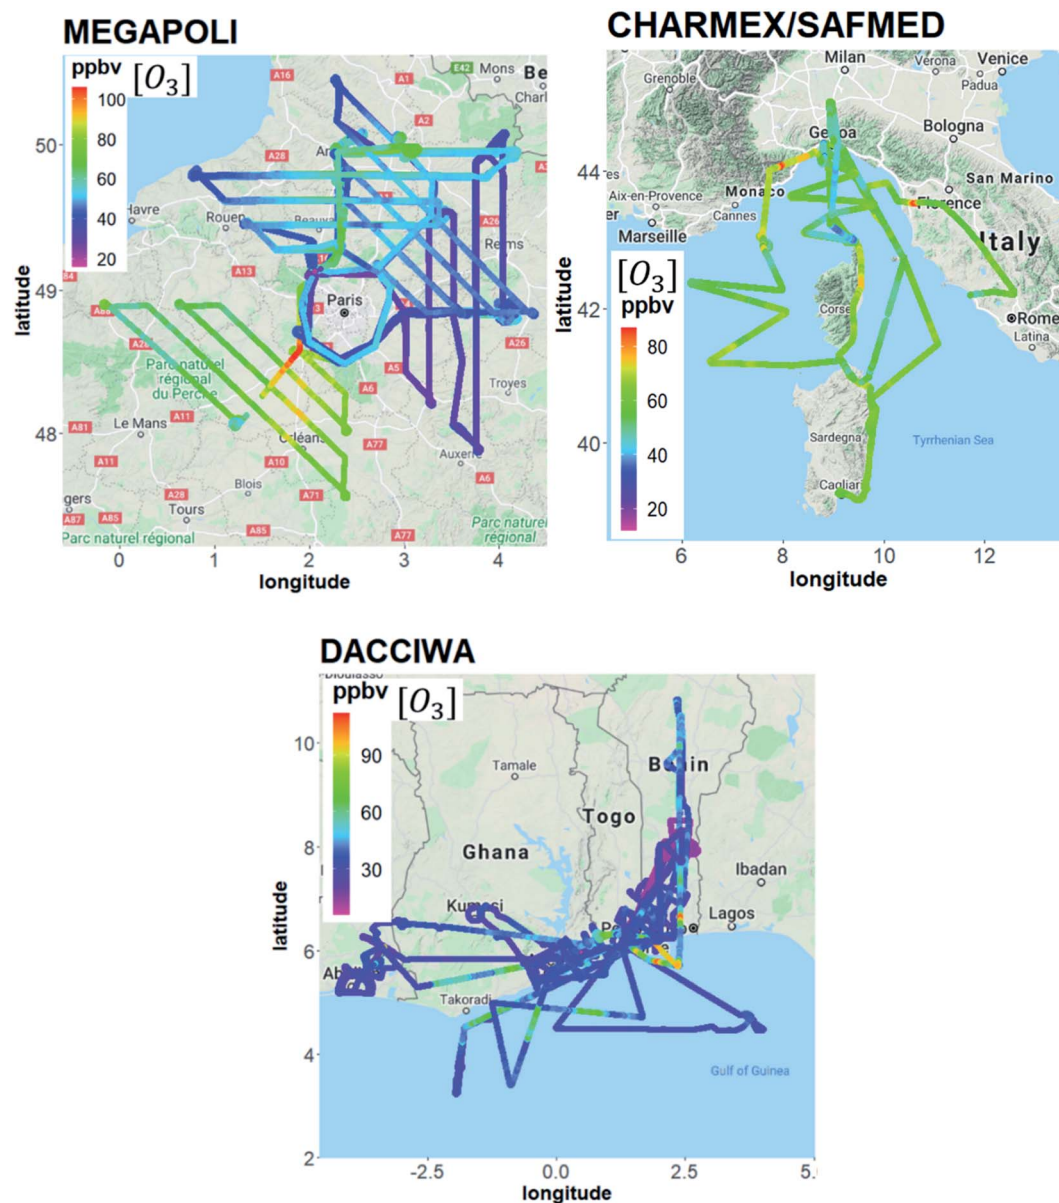 MEGAPOLI
ppbv [O₃]
100
80
60
40
20
50
49
48
latitude
0 1 2 3 4
longitude
A16
A1
E42
Mons
Be
Charl
A2
A28
Havre
Rouen
Beauv
A26
Reims
A13
Paris
A26
A5
A6
Troyes
Parc naturel
régional
du Perche
A11
Le Mans
A81
A77
Orléans
Auxerre
A11
A10
A6
Blois
A28
A71
gers
Tours
A87
A85
A85
A77
Parc naturel régional
Parc naturel
régional
CHARMEX/SAFMED
Milan
Verona
Venice
Grenoble
Padua
Genoa
Bologna
San Marino
Aix-en-Provence
Monaco
Florence
Cannes
Marseille
Italy
[O₃]
ppbv
80
60
40
20
Corse
Rome
Latina
Sardegna
Tyrrhenian Sea
Cagliar
44
42
40
latitude
6 8 10 12
longitude
DACCIWA
ppbv [O₃]
90
60
30
10
8
6
4
2
latitude
Tamale
Benin
Togo
Ghana
Ibadan
Kumasi
Lagos
Takoradi
Gulf of Guinea
-2.5 0.0 2.5 5.0
longitude